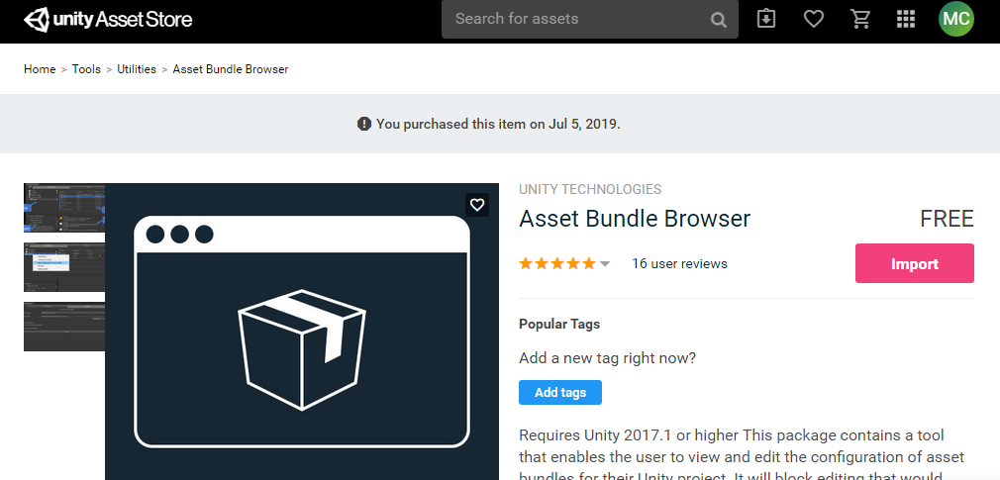 unity Asset Store
Search for assets
MC
Home > Tools > Utilities > Asset Bundle Browser
You purchased this item on Jul 5, 2019.
UNITY TECHNOLOGIES
Asset Bundle Browser
FREE
16 user reviews
Import
Popular Tags
Add a new tag right now?
Add tags
Requires Unity 2017.1 or higher This package contains a tool
that enables the user to view and edit the configuration of asset
bundles for their Unity project. It will block editing that would